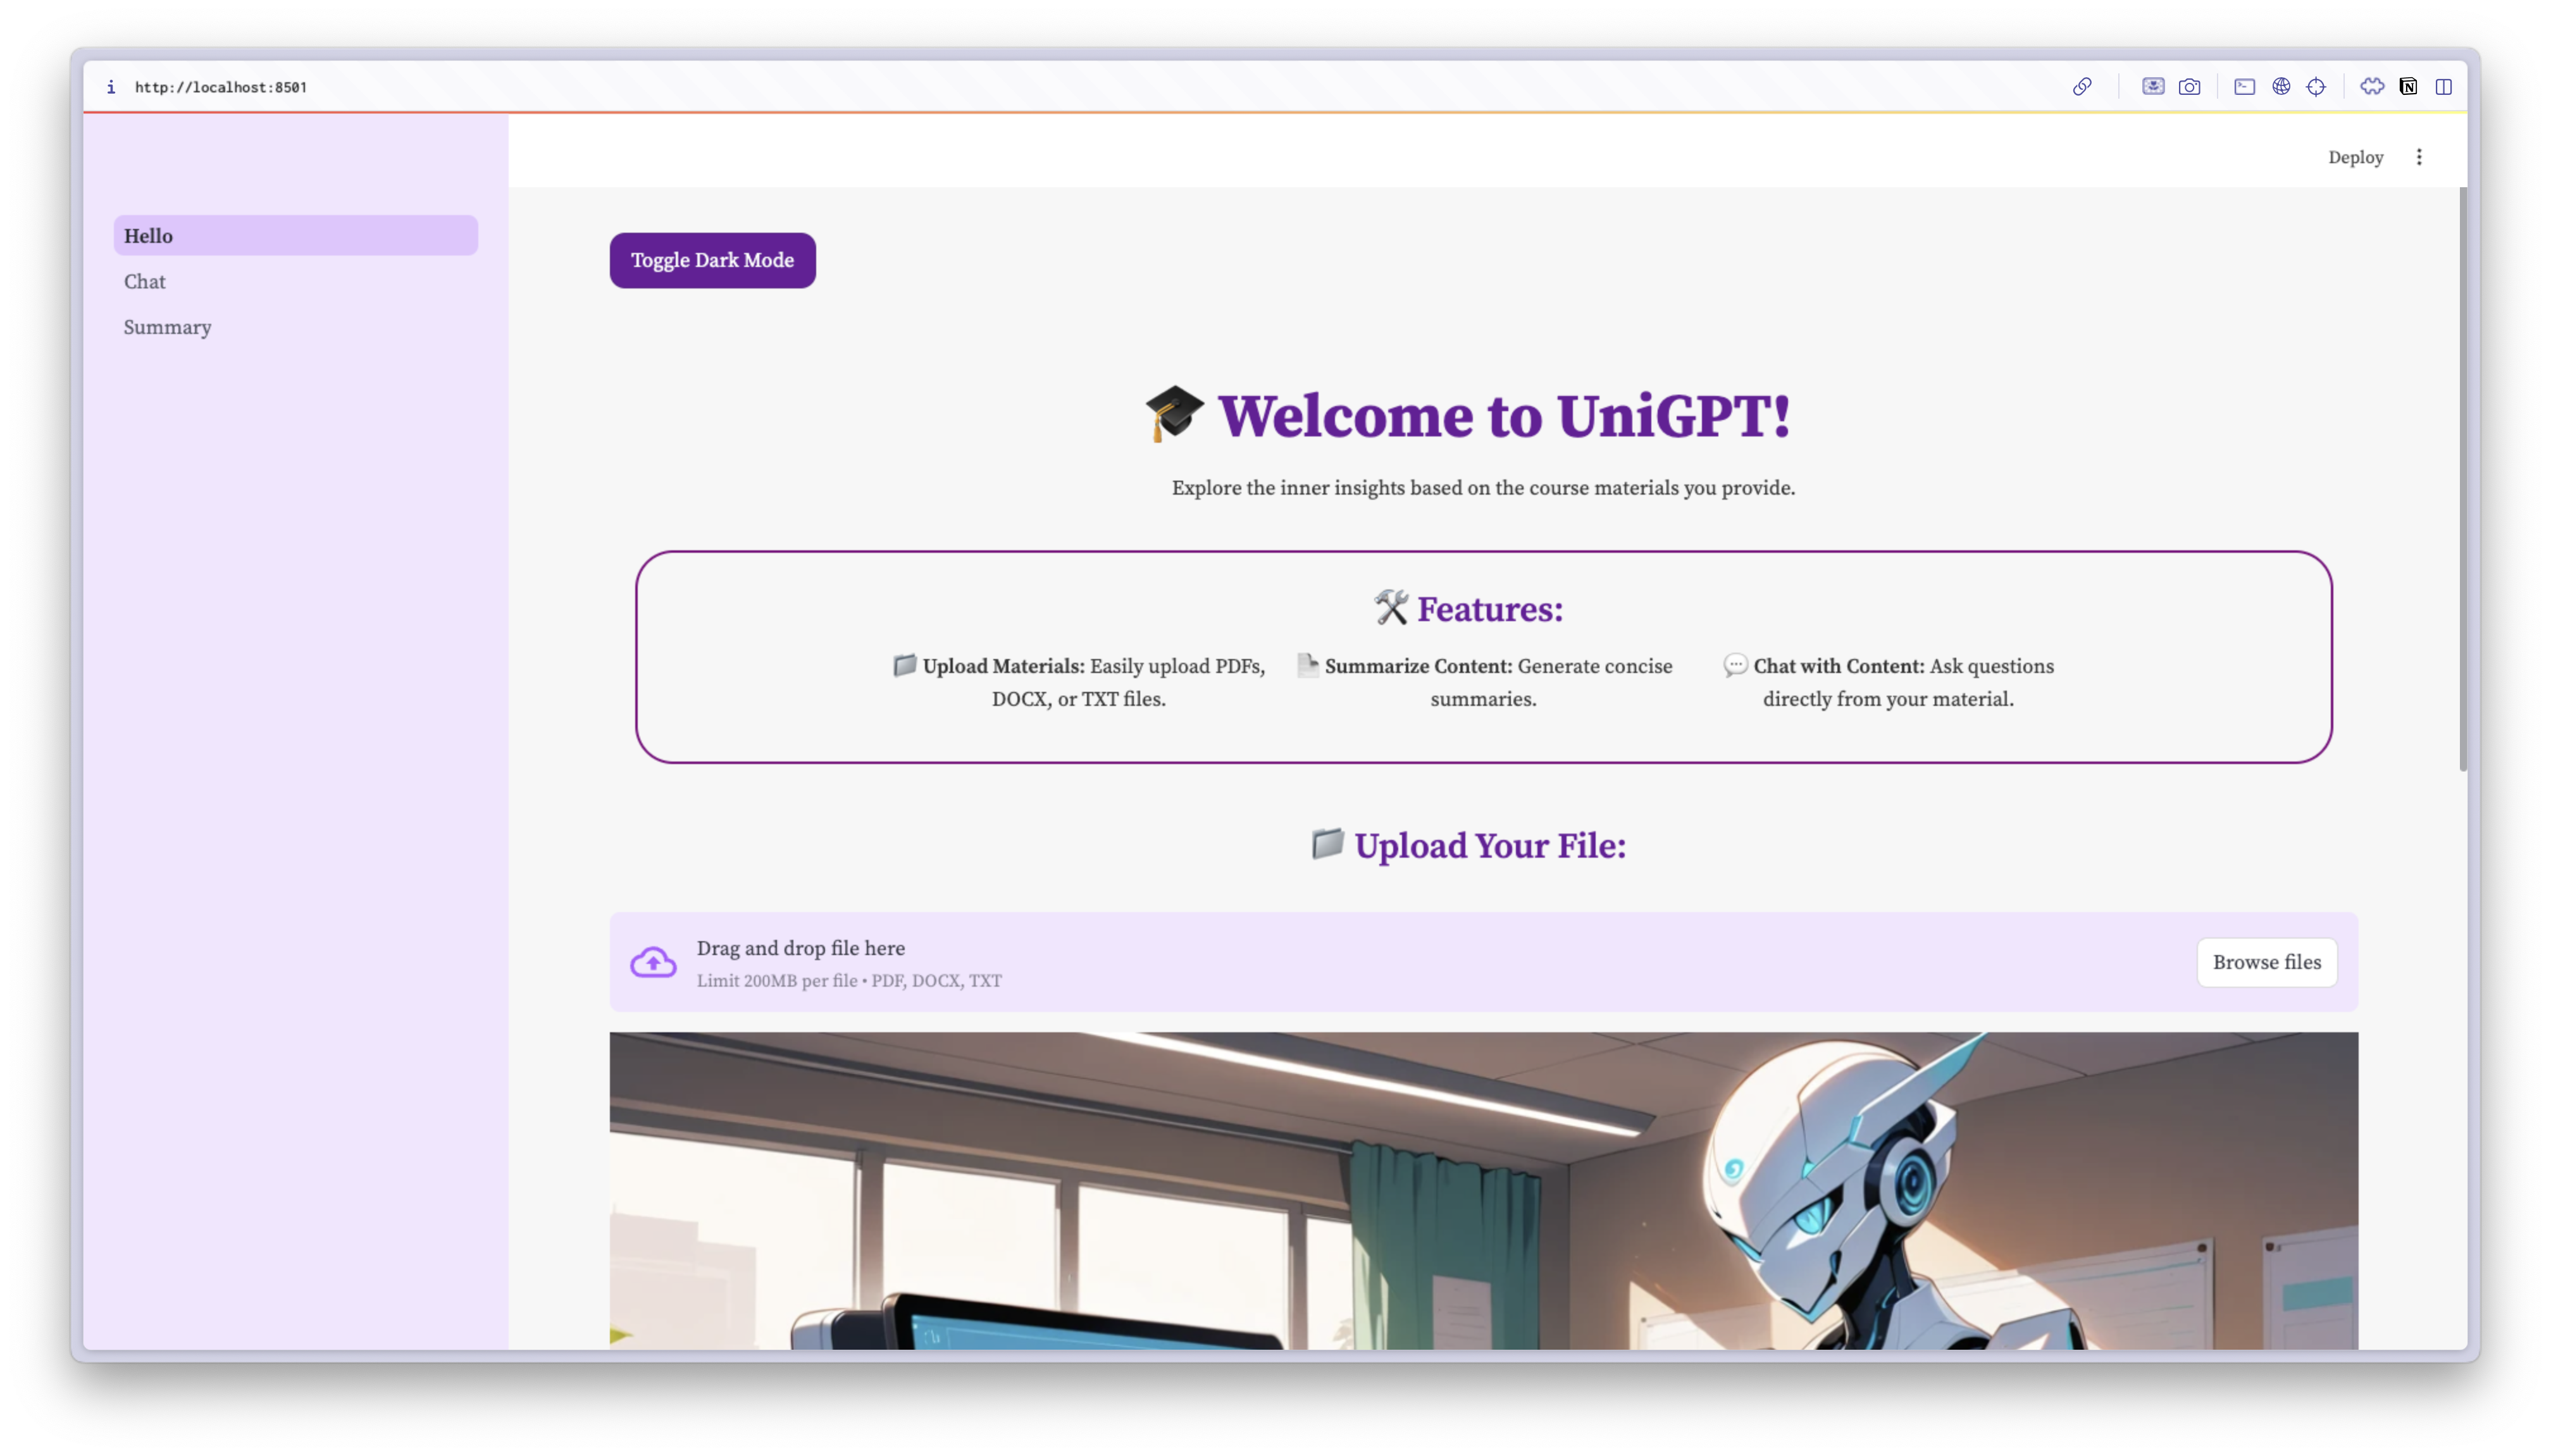 i http://localhost:8501
Deploy
Hello
Chat
Summary
Toggle Dark Mode
🎓 Welcome to UniGPT!
Explore the inner insights based on the course materials you provide.
🛠️ Features:
📁 Upload Materials: Easily upload PDFs,
DOCX, or TXT files.
📄 Summarize Content: Generate concise
summaries.
💬 Chat with Content: Ask questions
directly from your material.
📁 Upload Your File:
Drag and drop file here
Limit 200MB per file • PDF, DOCX, TXT
Browse files